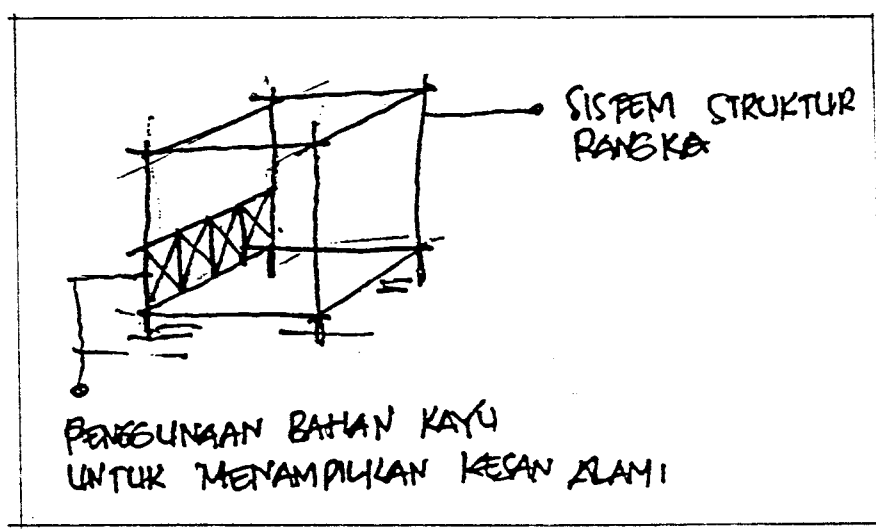 SISTEM STRUKTUR
RANGKA
PENGGUNAAN BAHAN KAYU
UNTUK MENAMPILKAN KESAN ALAMI